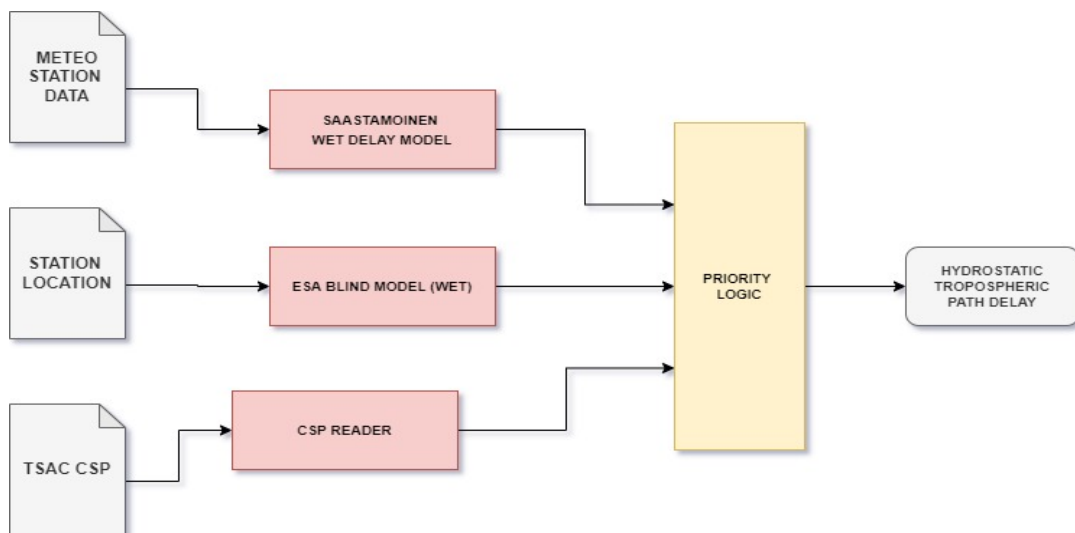 METEO
STATION
DATA
SAASTAMOINEN
WET DELAY MODEL
STATION
LOCATION
ESA BLIND MODEL (WET)
PRIORITY
LOGIC
HYDROSTATIC
TROPOSPHERIC
PATH DELAY
TSAC CSP
CSP READER